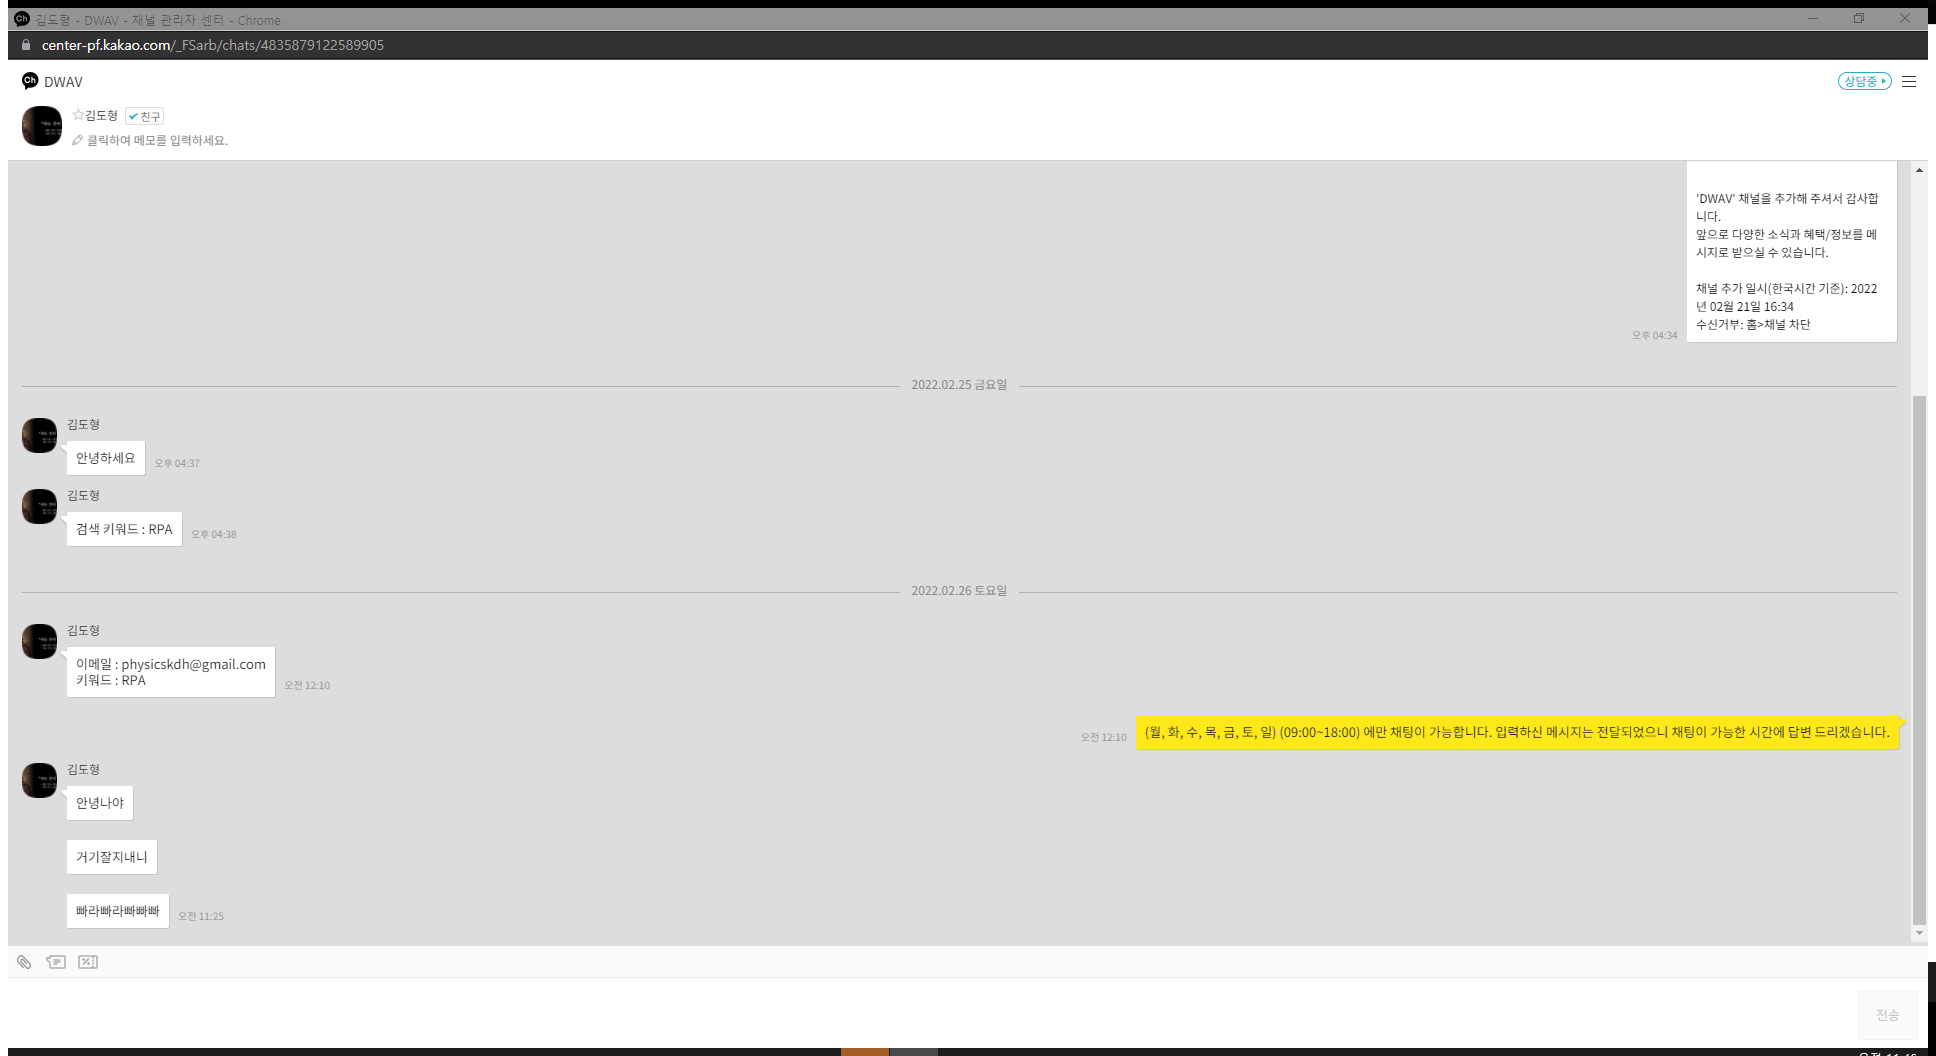 김도형 - DWAV - 채널 관리자 센터 - Chrome
center-pf.kakao.com/_FSarb/chats/4835879122589905
Ch DWAV
상담중
김도형 친구
클릭하여 메모를 입력하세요.
'DWAV' 채널을 추가해 주셔서 감사합
니다.
앞으로 다양한 소식과 혜택/정보를 메
시지로 받으실 수 있습니다.
채널 추가 일시(한국시간 기준): 2022
년 02월 21일 16:34
수신거부: 홈>채널 차단
오후 04:34
2022.02.25 금요일
김도형
안녕하세요
오후 04:37
김도형
검색 키워드 : RPA
오후 04:38
2022.02.26 토요일
김도형
이메일 : physicskdh@gmail.com
키워드 : RPA
오전 12:10
오전 12:10
(월, 화, 수, 목, 금, 토, 일) (09:00~18:00) 에만 채팅이 가능합니다. 입력하신 메시지는 전달되었으니 채팅이 가능한 시간에 답변 드리겠습니다.
김도형
안녕나야
거기잘지내니
빠라빠라빠빠빠
오전 11:25
전송